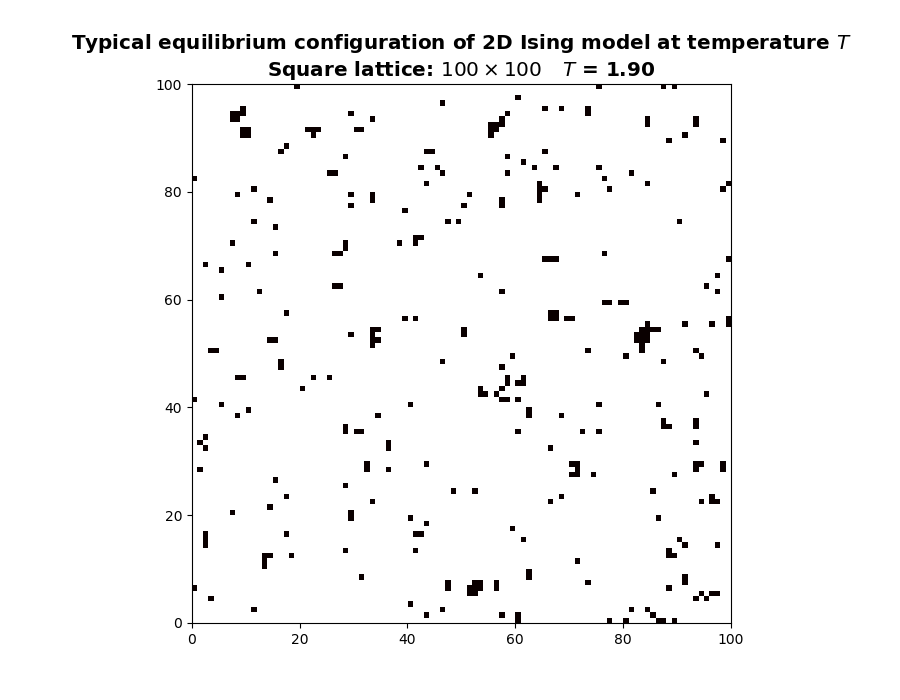 Typical equilibrium configuration of 2D Ising model at temperature T
Square lattice: 100 × 100 T = 1.90
100
80
60
40
20
0
0 20 40 60 80 100